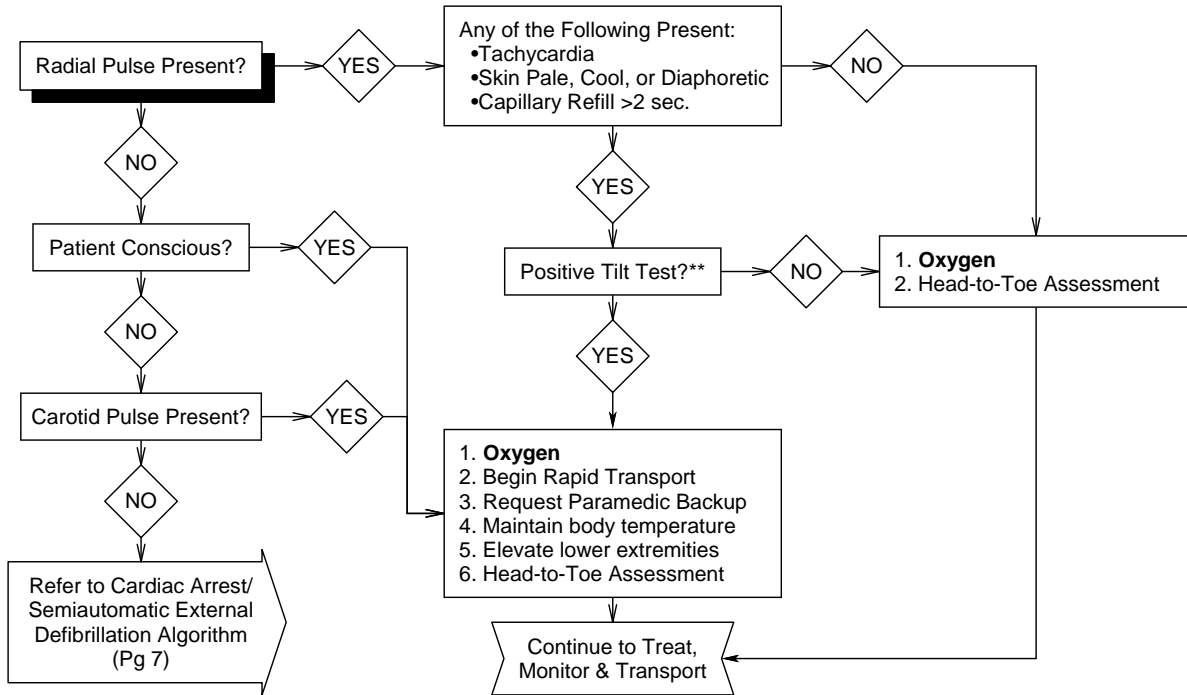 Radial Pulse Present?
YES
Any of the Following Present:
•Tachycardia
•Skin Pale, Cool, or Diaphoretic
•Capillary Refill >2 sec.
NO
NO
YES
Patient Conscious?
YES
Positive Tilt Test?**
NO
1. Oxygen
2. Head-to-Toe Assessment
NO
YES
Carotid Pulse Present?
YES
1. Oxygen
2. Begin Rapid Transport
3. Request Paramedic Backup
4. Maintain body temperature
5. Elevate lower extremities
6. Head-to-Toe Assessment
NO
Refer to Cardiac Arrest/
Semiautomatic External
Defibrillation Algorithm
(Pg 7)
Continue to Treat,
Monitor & Transport